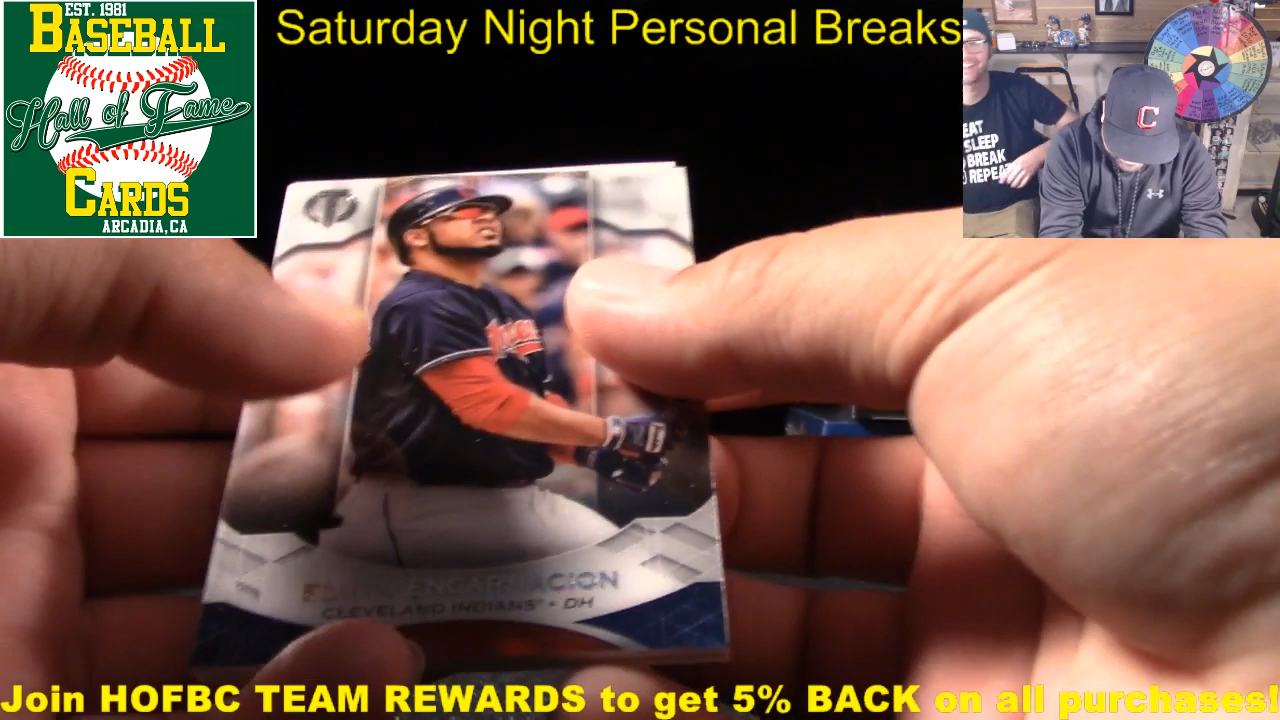 EST. 1981
BASEBALL
Hall of Fame
CARDS
ARCADIA, CA
Saturday Night Personal Breaks
EAT
SLEEP
BREAK
REPEAT
C
ENCARNACION
CLEVELAND INDIANS • DH
Join HOFBC TEAM REWARDS to get 5% BACK on all purchases!